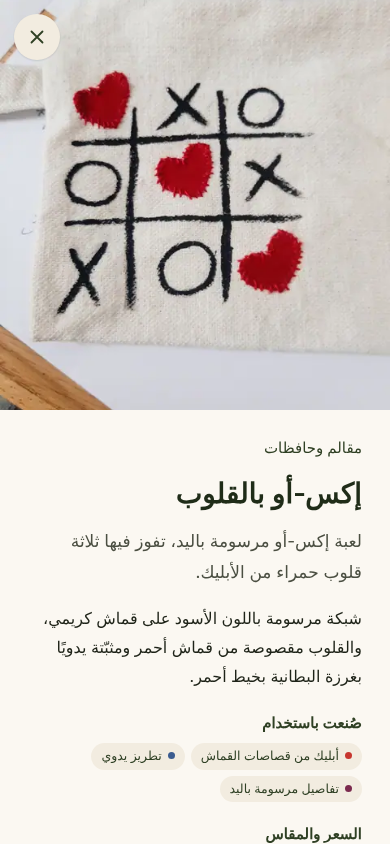 مقالم وحافظات
إكس-أو بالقلوب
لعبة إكس-أو مرسومة باليد، تفوز فيها ثلاثة
قلوب حمراء من الأبليك.
شبكة مرسومة باللون الأسود على قماش كريمي،
والقلوب مقصوصة من قماش أحمر ومثبّتة يدويًا
بغرزة البطانية بخيط أحمر.
صُنعت باستخدام
أبليك من قصاصات القماش
تطريز يدوي
تفاصيل مرسومة باليد
السعر والمقاس